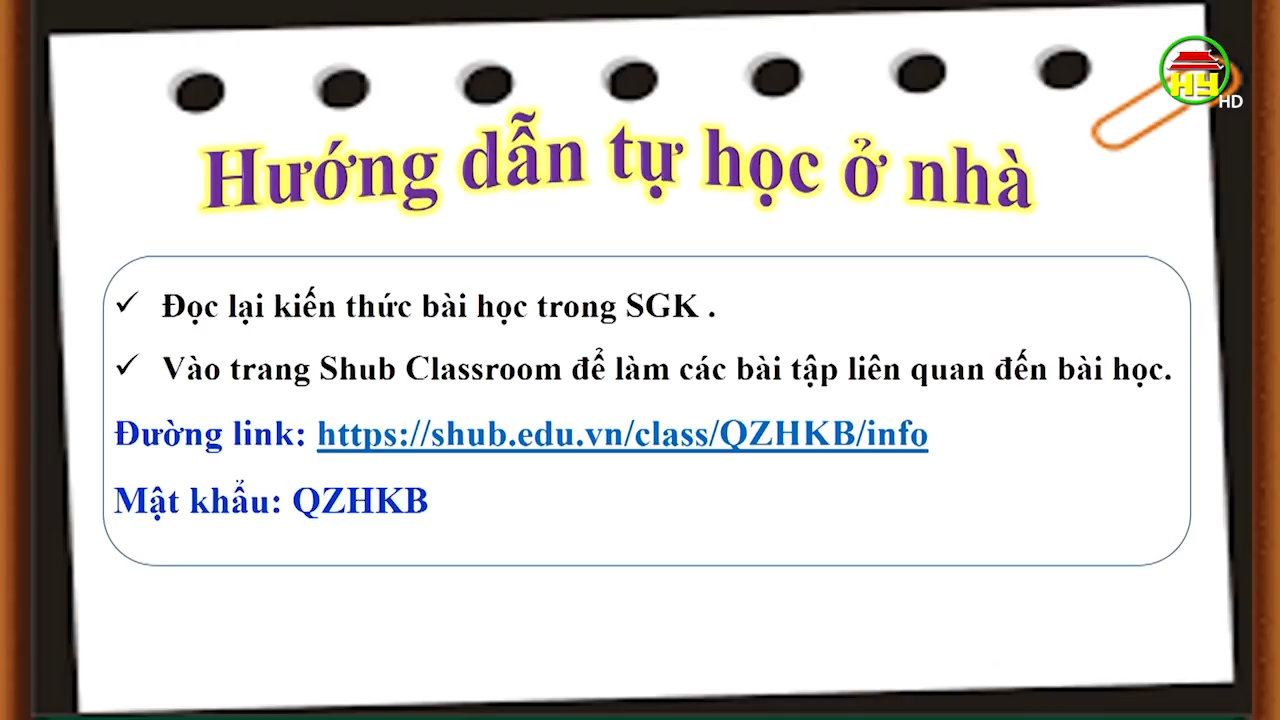 HY
HD
Hướng dẫn tự học ở nhà
✓ Đọc lại kiến thức bài học trong SGK .
✓ Vào trang Shub Classroom để làm các bài tập liên quan đến bài học.
Đường link: https://shub.edu.vn/class/QZHKB/info
Mật khẩu: QZHKB